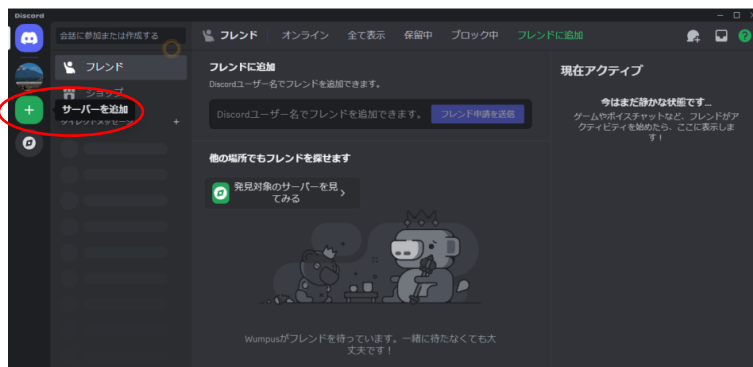 Discord
会話に参加または作成する
フレンド
オンライン
全て表示
保留中
ブロック中
フレンドに追加
フレンド
ショップ
サーバーを追加
ダイレクトメッセージ
+
フレンドに追加
Discordユーザー名でフレンドを追加できます。
Discordユーザー名でフレンドを追加できます。
フレンド申請を送信
他の場所でもフレンドを探せます
発見対象のサーバーを見
てみる
Wumpusがフレンドを待っています。一緒に待たなくても大
丈夫です！
現在アクティブ
今はまだ静かな状態です...
ゲームやボイスチャットなど、フレンドがア
クティビティを始めたら、ここに表示しま
す！